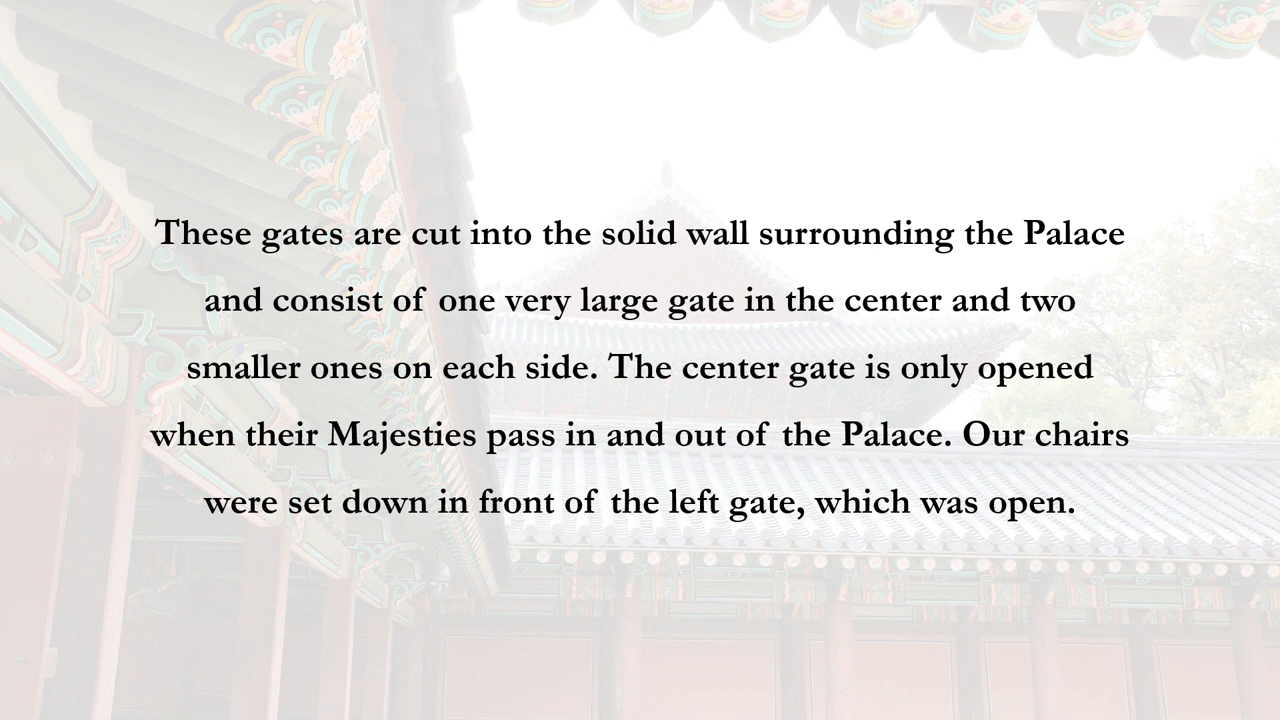 These gates are cut into the solid wall surrounding the Palace
and consist of one very large gate in the center and two
smaller ones on each side. The center gate is only opened
when their Majesties pass in and out of the Palace. Our chairs
were set down in front of the left gate, which was open.